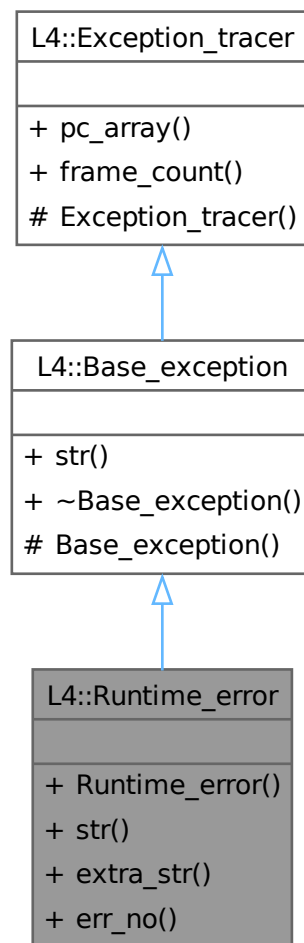 L4::Exception_tracer
+ pc_array()
+ frame_count()
# Exception_tracer()
L4::Base_exception
+ str()
+ ~Base_exception()
# Base_exception()
L4::Runtime_error
+ Runtime_error()
+ str()
+ extra_str()
+ err_no()